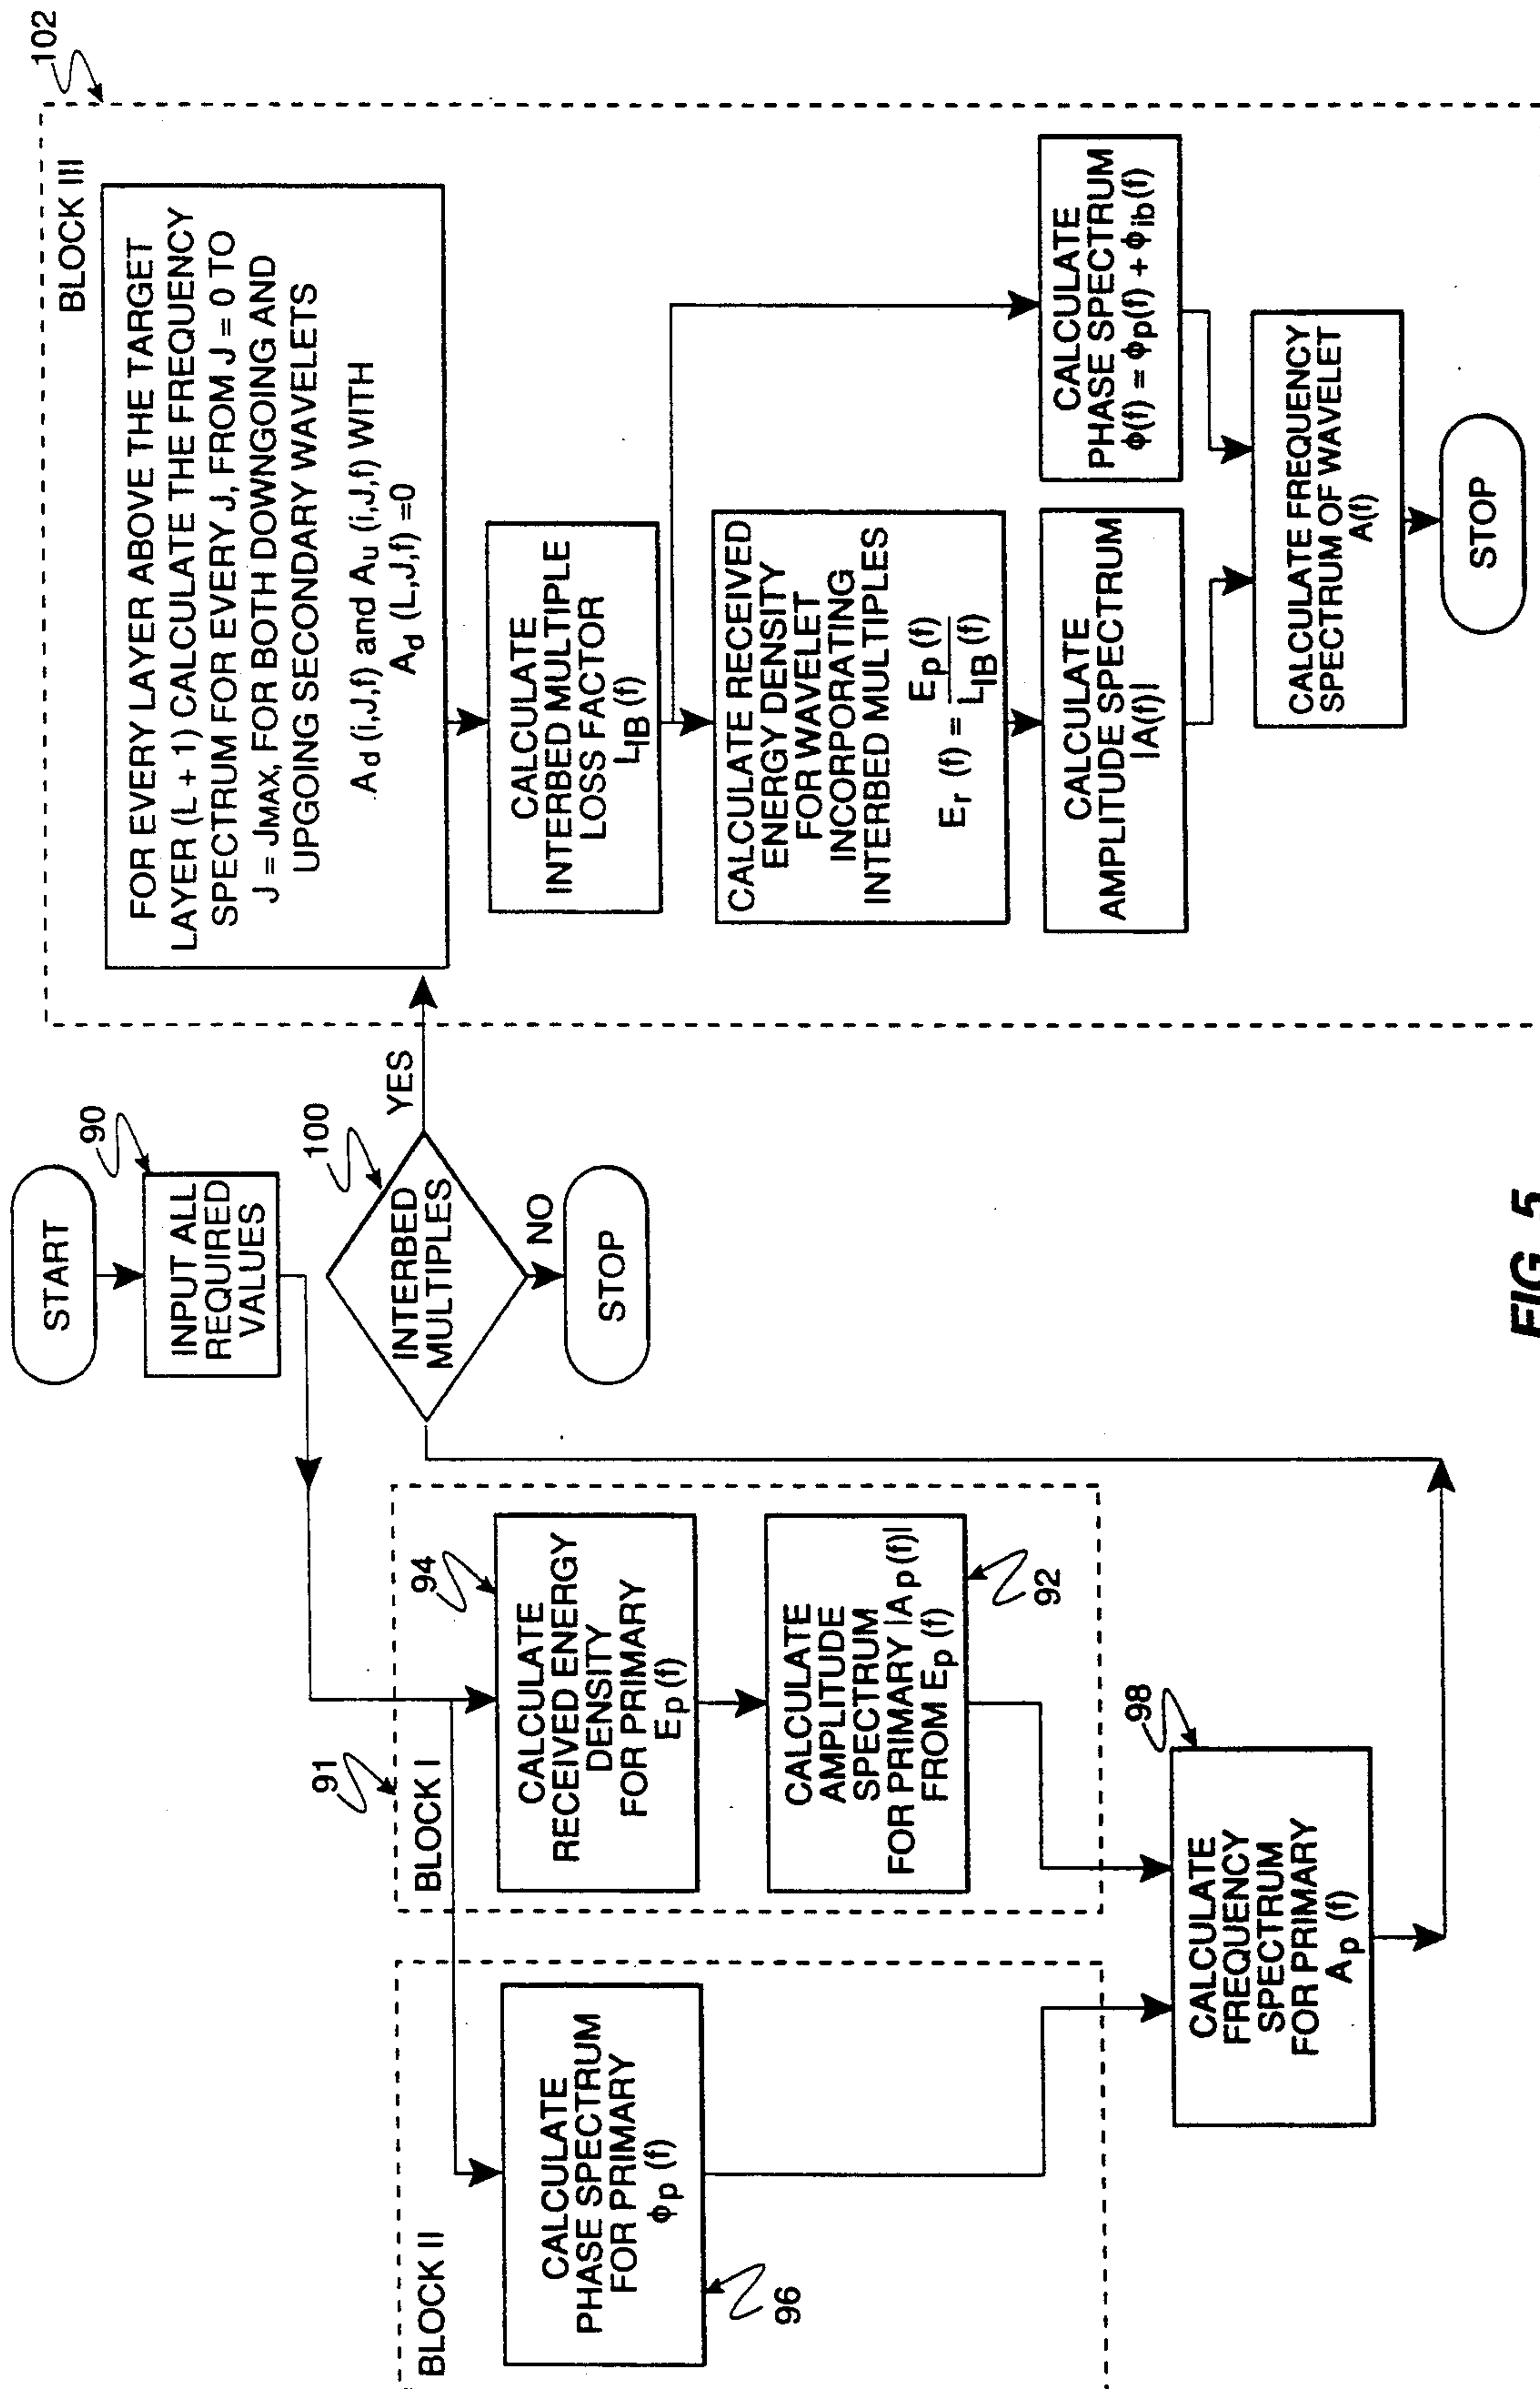 START
90
INPUT ALL
REQUIRED
VALUES
91
BLOCK II
CALCULATE
PHASE SPECTRUM
FOR PRIMARY
ϕp (f)
96
BLOCK I
94
CALCULATE
RECEIVED ENERGY
DENSITY
FOR PRIMARY
Ep (f)
CALCULATE
AMPLITUDE
SPECTRUM
FOR PRIMARY |Ap(f)|
FROM Ep (f)
92
98
CALCULATE
FREQUENCY
SPECTRUM
FOR PRIMARY
Ap (f)
100
INTERBED
MULTIPLES
YES
NO
STOP
102
BLOCK III
FOR EVERY LAYER ABOVE THE TARGET
LAYER (L + 1) CALCULATE THE FREQUENCY
SPECTRUM FOR EVERY J, FROM J = 0 TO
J = JMAX, FOR BOTH DOWNGOING AND
UPGOING SECONDARY WAVELETS
Ad (i,J,f) and Au (i,J,f) WITH
Ad (L,J,f) =0
CALCULATE
INTERBED MULTIPLE
LOSS FACTOR
LIB (f)
CALCULATE RECEIVED
ENERGY DENSITY
FOR WAVELET
INCORPORATING
INTERBED MULTIPLES
Er (f) = Ep (f) / LIB (f)
CALCULATE
AMPLITUDE SPECTRUM
|A(f)|
CALCULATE
PHASE SPECTRUM
ϕ(f) = ϕp(f) + ϕib(f)
CALCULATE FREQUENCY
SPECTRUM OF WAVELET
A(f)
STOP
FIG. 5